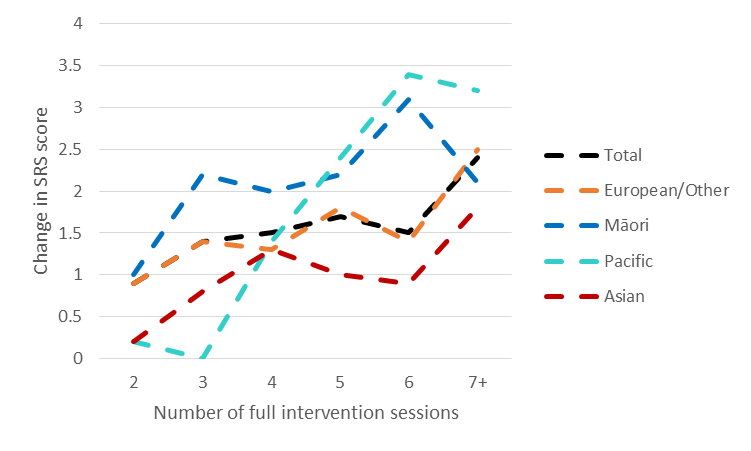 4
3.5
3
2.5
2
1.5
1
0.5
0
Change in SRS score
2 3 4 5 6 7+
Number of full intervention sessions
Total
European/Other
Māori
Pacific
Asian